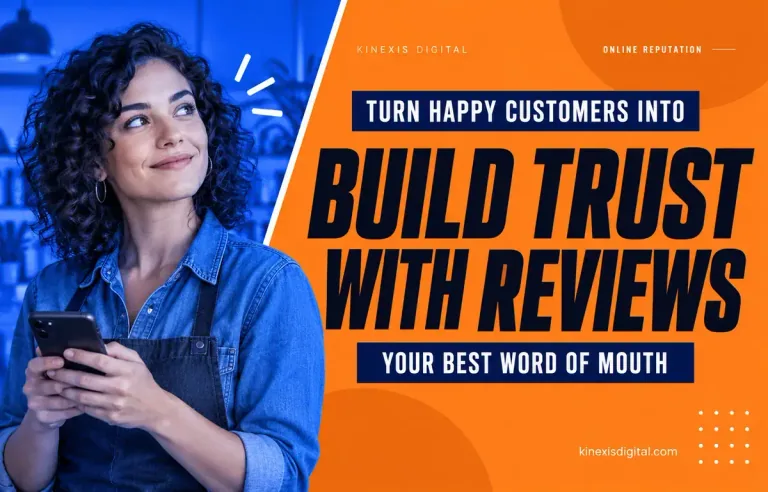 KINEXIS DIGITAL
ONLINE REPUTATION
TURN HAPPY CUSTOMERS INTO
BUILD TRUST
WITH REVIEWS
YOUR BEST WORD OF MOUTH
kinexisdigital.com